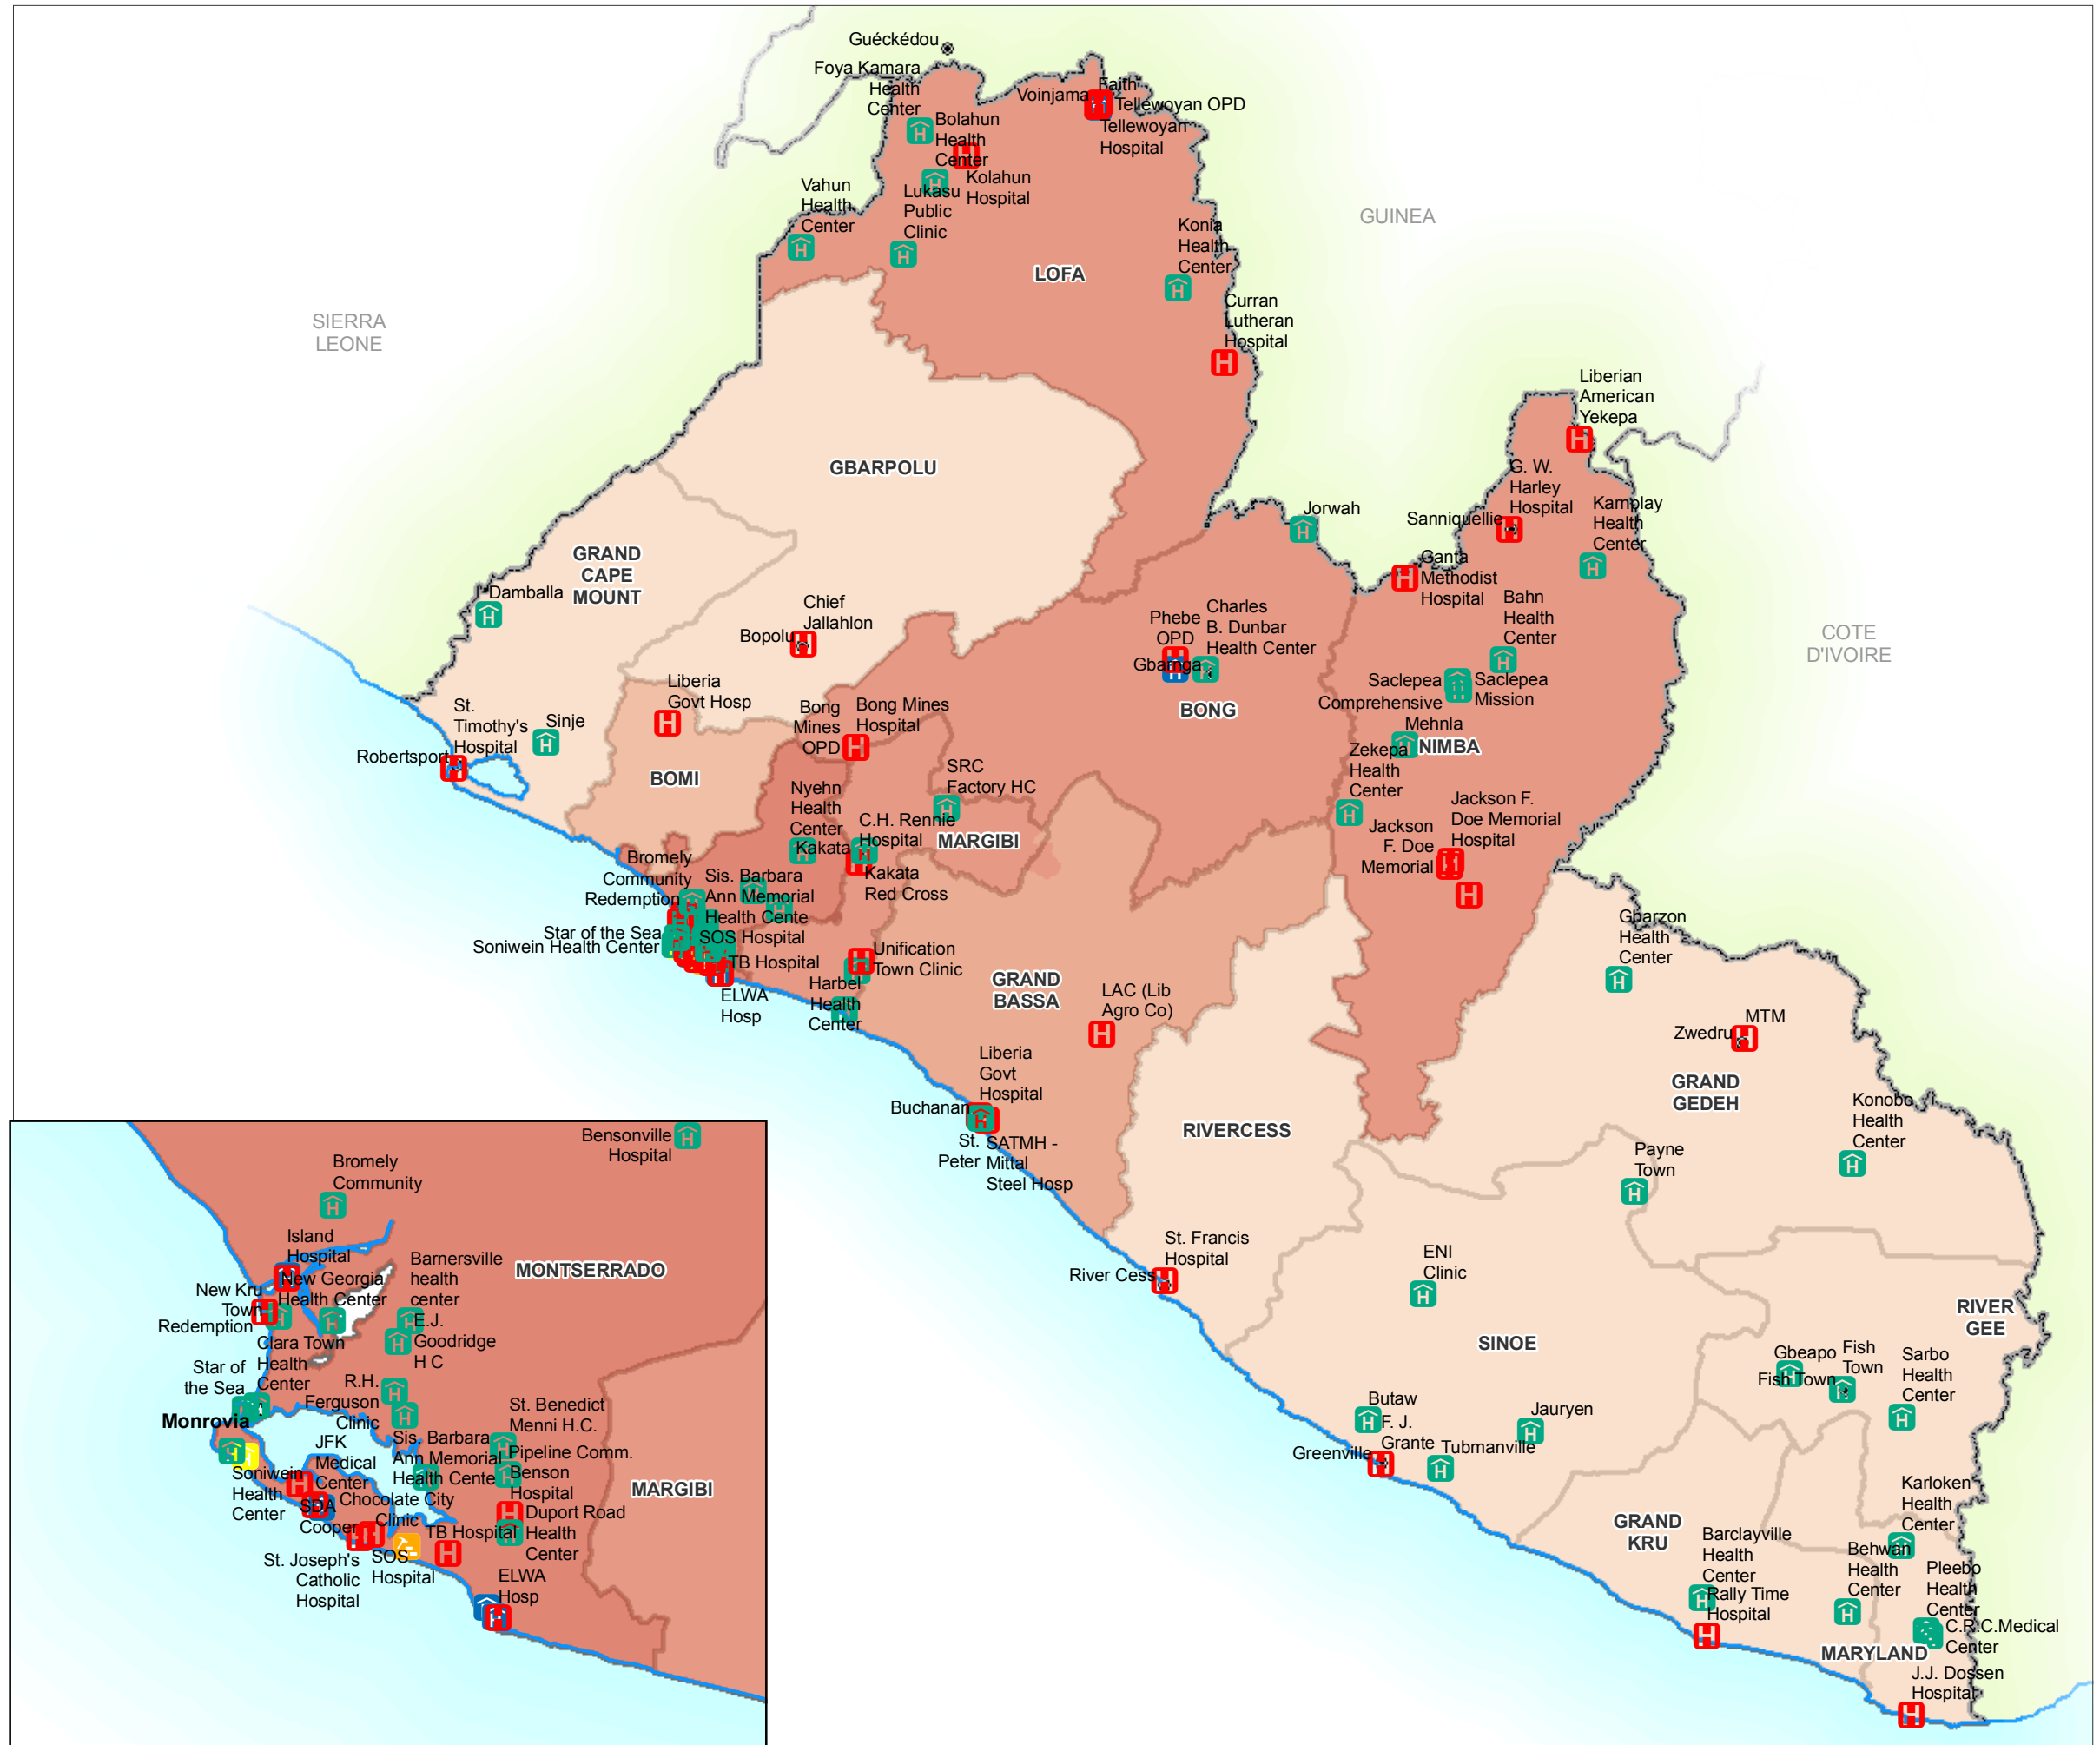 Guéckédou
Foya Kamara
Health
Center
Voinjama
Faith
Tellewoyan OPD
Tellewoyan
Hospital
Bolahun
Health
Center
Kolahun
Hospital
Vahun
Health
Center
Lukasu
Public
Clinic
Konia
Health
Center
GUINEA
LOFA
SIERRA
LEONE
Curran
Lutheran
Hospital
Liberian
American
Yekepa
GBARPOLU
G. W.
Harley
Hospital
Sanniquellie
Karnplay
Health
Center
Jorwah
GRAND
CAPE
MOUNT
Damballa
Ganta
Methodist
Hospital
Bahn
Health
Center
Chief
Jallahlon
Bopolu
Phebe
OPD
Gbarnga
Charles
B. Dunbar
Health Center
COTE
D'IVOIRE
Liberia
Govt Hosp
Saclepea
Comprehensive
Saclepea
Mission
BONG
St.
Timothy's
Hospital
Sinje
Robertsport
Bong
Mines
OPD
Bong Mines
Hospital
Mehnla
NIMBA
Zekepa
Health
Center
BOMI
SRC
Factory HC
Nyehn
Health
Center
C.H. Rennie
Hospital
MARGIBI
Kakata
Kakata
Red Cross
Jackson F.
Doe Memorial
Hospital
Jackson
F. Doe
Memorial
Bromely
Community
Redemption
Sis. Barbara
Ann Memorial
Health Cente
Star of the Sea
Soniwein Health Center
SOS Hospital
TB Hospital
ELWA
Hosp
Unification
Town Clinic
Harbel
Health
Center
GRAND
BASSA
LAC (Lib
Agro Co)
Gbarzon
Health
Center
MTM
Zwedru
GRAND
GEDEH
Liberia
Govt
Hospital
Buchanan
St.
Peter
SATMH -
Mittal
Steel Hosp
RIVERCESS
Konobo
Health
Center
Payne
Town
St. Francis
Hospital
River Cess
ENI
Clinic
SINOE
RIVER
GEE
Gbeapo
Fish
Town
Fish Town
Sarbo
Health
Center
Butaw
F. J.
Grante
Greenville
Tubmanville
Jauryen
GRAND
KRU
Karloken
Health
Center
Barclayville
Health
Center
Rally Time
Hospital
Behwan
Health
Center
Pleebo
Health
Center
C.R.C.Medical
Center
MARYLAND
J.J. Dossen
Hospital
Bensonville
Hospital
Bromely
Community
Island
Hospital
New Georgia
Health Center
Barnersville
health
center
MONTSERRADO
New Kru
Town
Redemption
E.J.
Goodridge
H C
Clara Town
Health
Center
Star of
the Sea
R.H.
Ferguson
Clinic
Monrovia
St. Benedict
Menni H.C.
Sis. Barbara
Ann Memorial
Health Cente
Pipeline Comm.
Benson
Hospital
JFK
Medical
Center
Soniwein
Health
Center
MARGIBI
SDA
Cooper
Chocolate City
Clinic
TB Hospital
Duport Road
Health
Center
St. Joseph's
Catholic
Hospital
SOS
Hospital
ELWA
Hosp